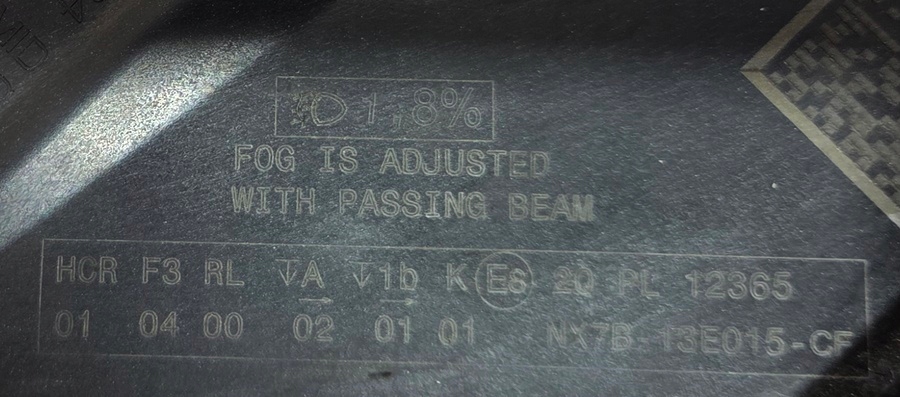 1,8%
FOG IS ADJUSTED
WITH PASSING BEAM
HCR F3 RL A 1b K E8 20 PL 12365
01 04 00 02 01 01 NX7B-13E015-CF